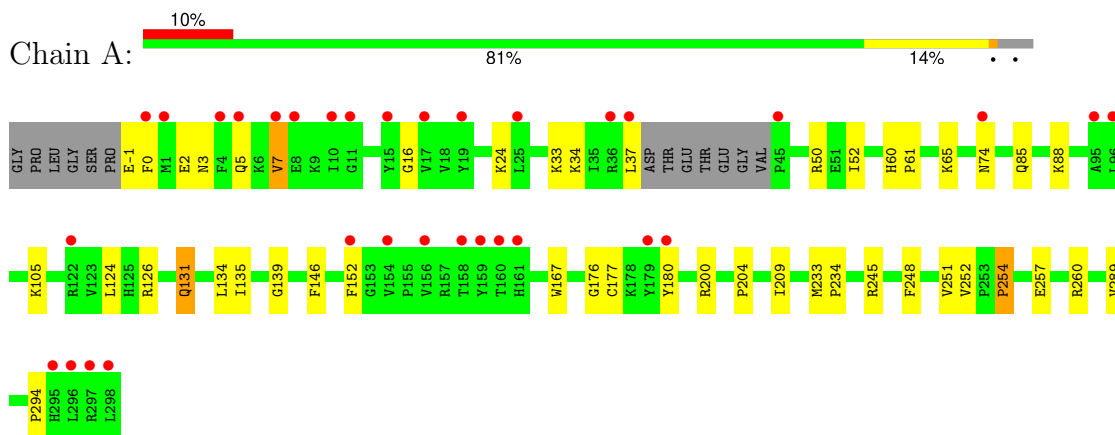 10%
Chain A:
81% 14% • •
GLY PRO LEU GLY SER PRO E-1 F0 M1 E2 N3 F4 Q5 K6 V7 E8 K9 I10 G11 Y15 G16 V17 V18 Y19 K24 L25 K33 K34 I35 R36 L37 ASP THR GLU THR GLU GLY VAL P45 R50 E51 I52 H60 P61 K65 N74 Q85 K88 A95 L96
K105 R122 V123 L124 H125 R126 Q131 L134 I135 G139 F146 F152 G153 V154 P155 V156 R157 T158 Y159 T160 H161 W167 G176 C177 K178 Y179 Y180 R200 P204 I209 M233 P234 R245 F248 V251 V252 P253 P254 E257 R260 V289
P294 H295 L296 R297 L298